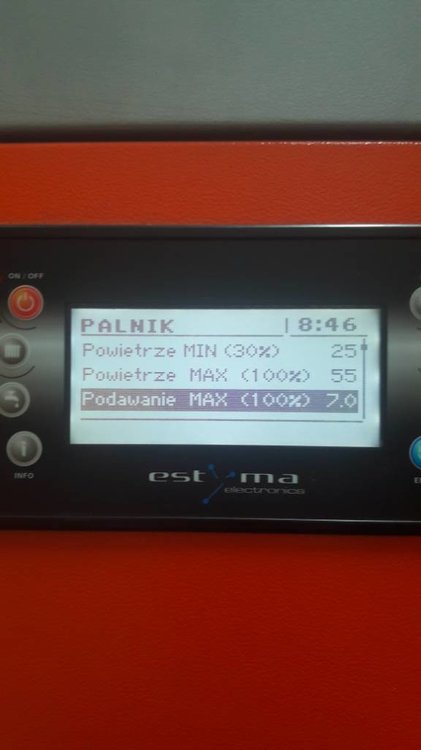 ON / OFF
PALNIK 8:46
Powietrze MIN (30%) 25
Powietrze MAX (100%) 55
Podawanie MAX (100%) 7.0
INFO
estyma
electronics